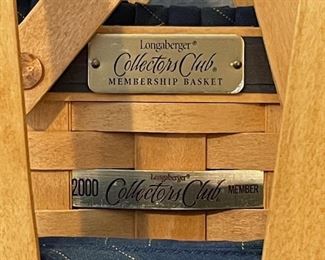 Longaberger®
Collectors Club®
MEMBERSHIP BASKET
Longaberger®
2000 Collectors Club MEMBER